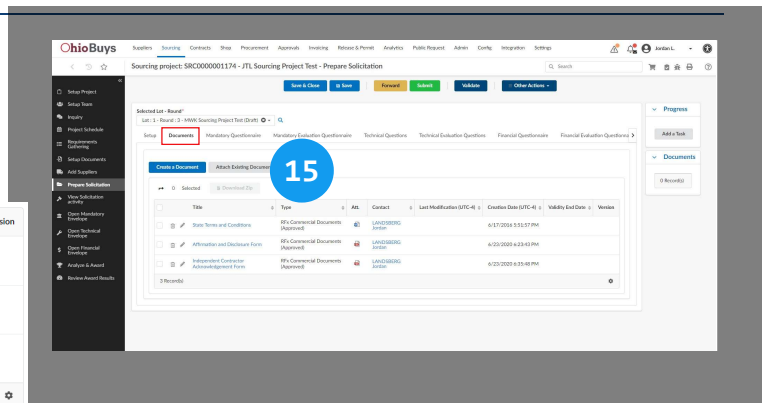 OhioBuys
Suppliers Sourcing Contracts Shop Procurement Approvals Invoicing Release & Permit Analytics Public Request Admin Config Integration Settings
Jordan L.
Sourcing project: SRC0000001174 - JTL Sourcing Project Test - Prepare Solicitation
Search
Setup Project
Setup Team
Inquiry
Project Schedule
Requirements Gathering
Setup Documents
Add Suppliers
Prepare Solicitation
View Solicitation activity
Open Mandatory Envelope
Open Technical Envelope
Open Financial Envelope
Analyze & Award
Review Award Results
Save & Close Save Forward Submit Validate Other Actions
Selected Lot - Round*
Lot : 1 - Round : 3 - MWK Sourcing Project Test (Draft)
Setup Documents Mandatory Questionnaire Mandatory Evaluation Questionnaire Technical Questions Technical Evaluation Questions Financial Questionnaire Financial Evaluation Questionna
Create a Document Attach Existing Documen
15
0 Selected Download Zip
Title Type Att. Contact Last Modification (UTC-4) Creation Date (UTC-4) Validity End Date Version
State Terms and Conditions RFx Commercial Documents (Approved) LANDSBERG Jordan 6/17/2016 5:51:57 PM
Affirmation and Disclosure Form RFx Commercial Documents (Approved) LANDSBERG Jordan 6/23/2020 6:23:43 PM
Independent Contractor Acknowledgement Form RFx Commercial Documents (Approved) LANDSBERG Jordan 6/23/2020 6:35:48 PM
3 Record(s)
Progress
Add a Task
Documents
0 Record(s)
sion